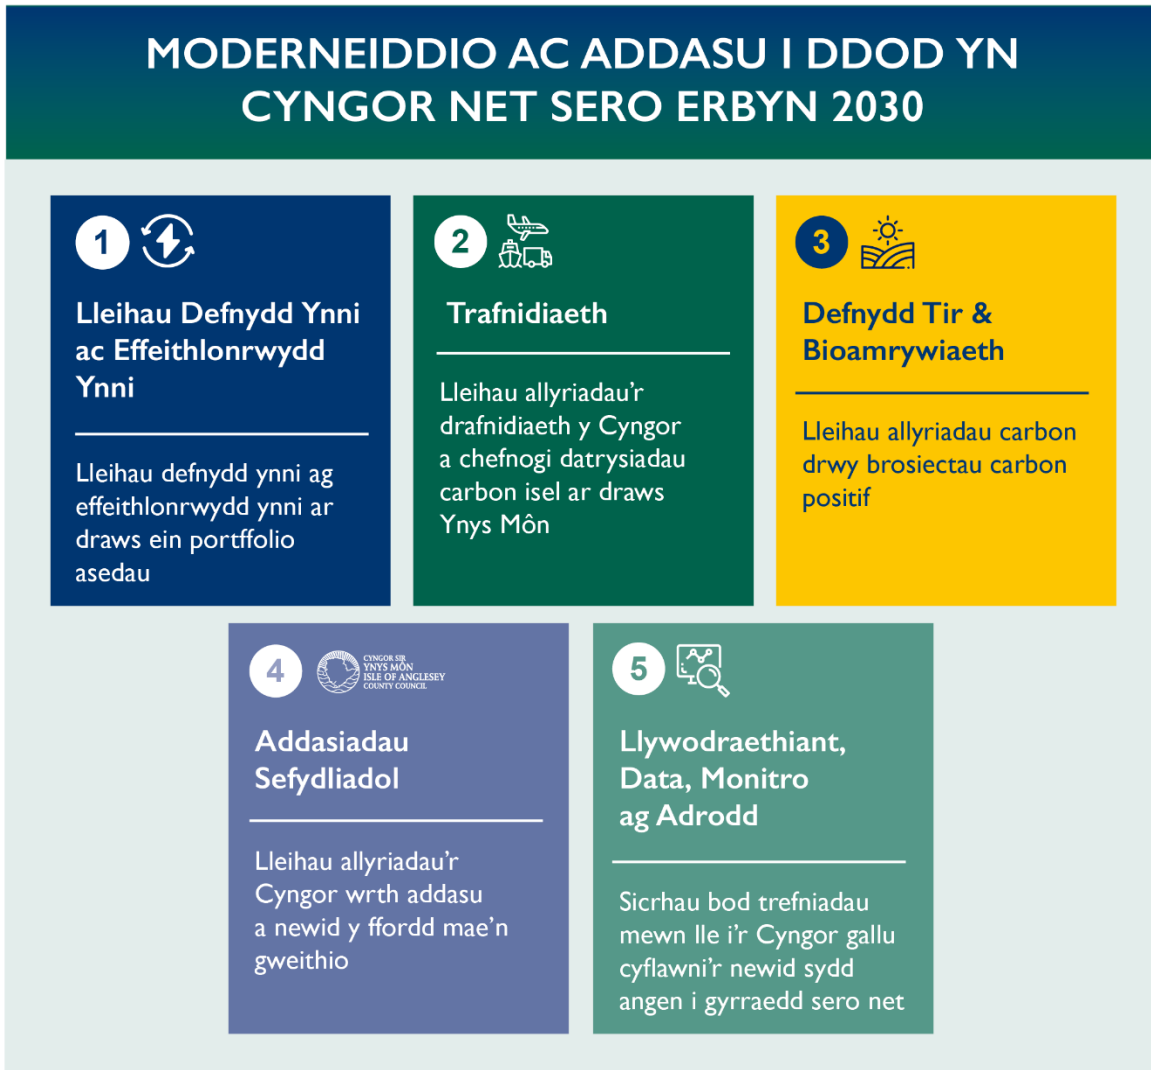 MODERNEIDDIO AC ADDASU I DDOD YN
CYNGOR NET SERO ERBYN 2030
1
Lleihau Defnydd Ynni
ac Effeithlonrwydd
Ynni
Lleihau defnydd ynni ag
effeithlonrwydd ynni ar
draws ein portffolio
asedau
2
Trafnidiaeth
Lleihau allyriadau’r
drafnidiaeth y Cyngor
a chefnogi datrysiadau
carbon isel ar draws
Ynys Môn
3
Defnydd Tir &
Bioamrywiaeth
Lleihau allyriadau carbon
drwy brosiectau carbon
positif
4
CYNGOR SIR
YNYS MÔN
ISLE OF ANGLESEY
COUNTY COUNCIL
Addasiadau
Sefydliadol
Lleihau allyriadau’r
Cyngor wrth addasu
a newid y ffordd mae’n
gweithio
5
Llywodraethiant,
Data, Monitro
ag Adrodd
Sicrhau bod trefniadau
mewn lle i’r Cyngor gallu
cyflawni’r newid sydd
angen i gyrraedd sero net